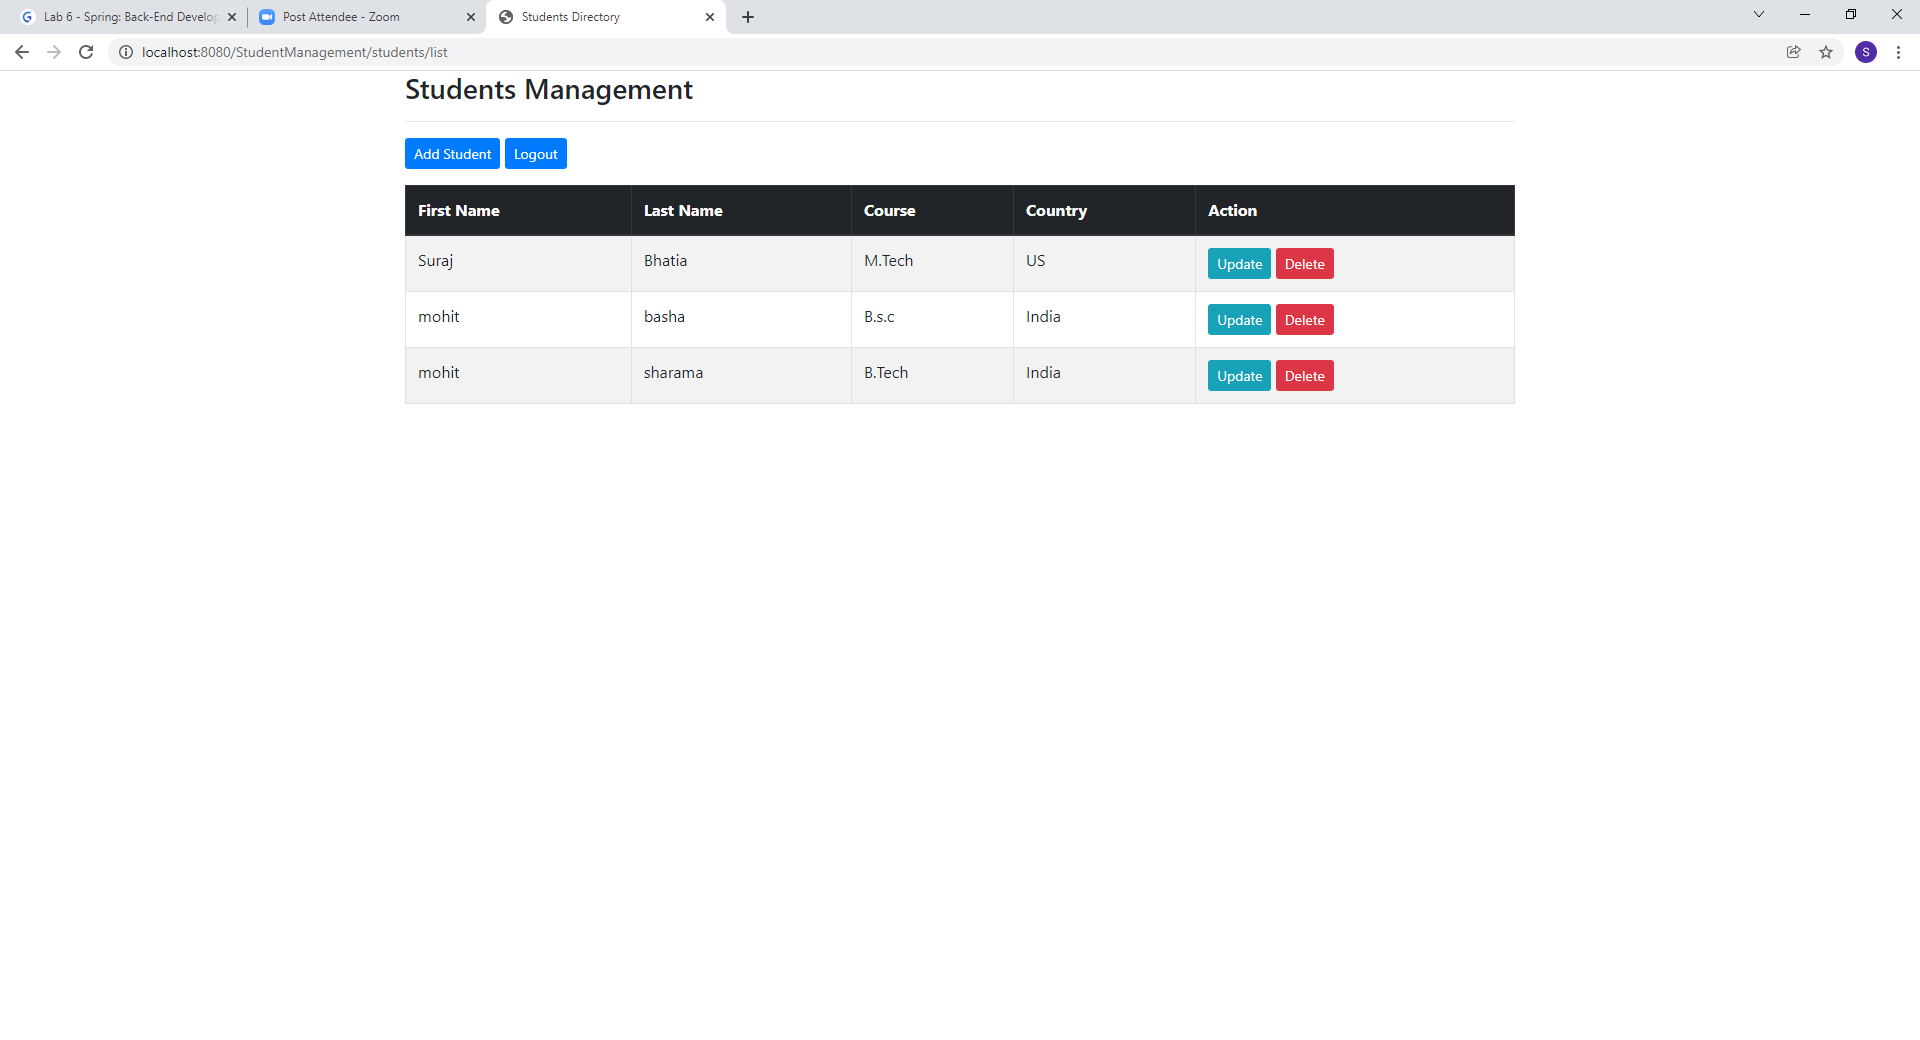 Lab 6 - Spring: Back-End Develop
Post Attendee - Zoom
Students Directory
localhost:8080/StudentManagement/students/list
S
Students Management
Add Student Logout
First Name Last Name Course Country Action
Suraj Bhatia M.Tech US Update Delete
mohit basha B.s.c India Update Delete
mohit sharama B.Tech India Update Delete